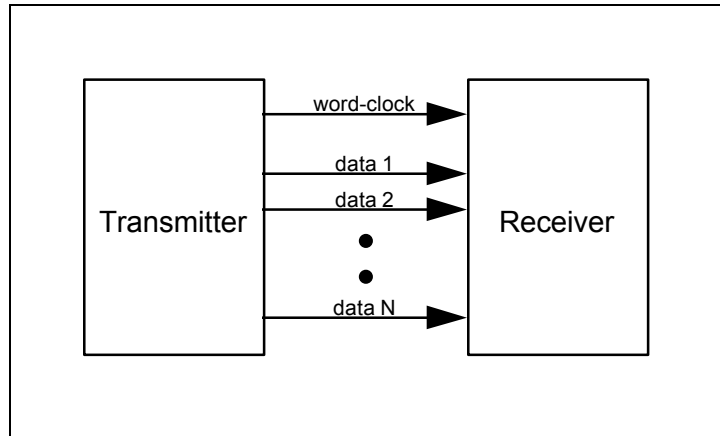 word-clock
data 1
data 2
Transmitter
Receiver
data N